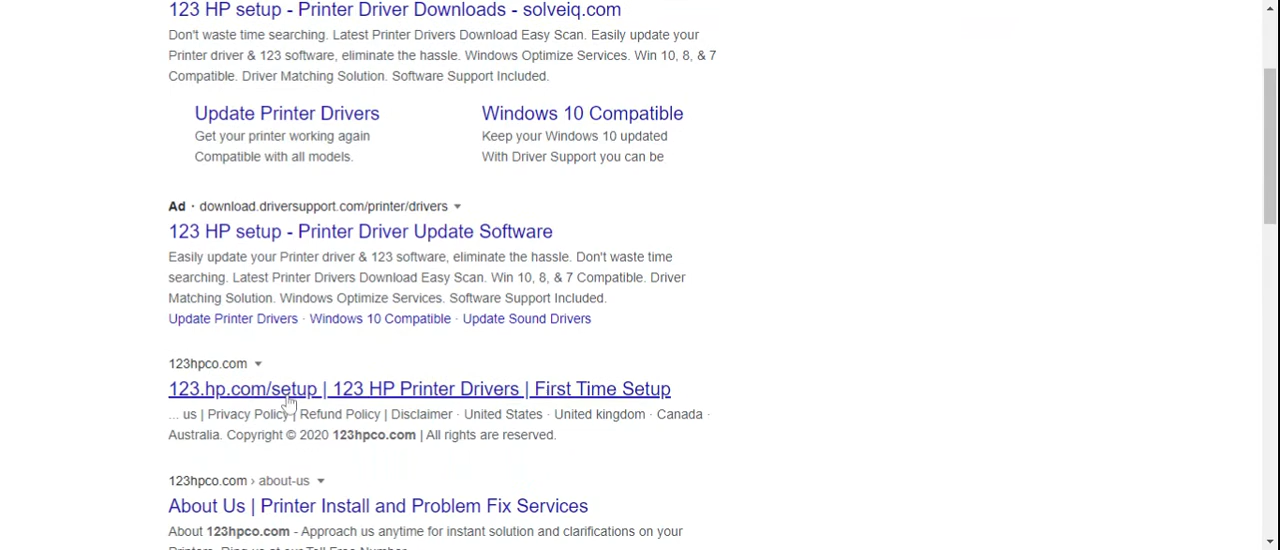 123 HP setup - Printer Driver Downloads - solveiq.com
Don't waste time searching. Latest Printer Drivers Download Easy Scan. Easily update your
Printer driver & 123 software, eliminate the hassle. Windows Optimize Services. Win 10, 8, & 7
Compatible. Driver Matching Solution. Software Support Included.
Update Printer Drivers
Get your printer working again
Compatible with all models.
Windows 10 Compatible
Keep your Windows 10 updated
With Driver Support you can be
Ad · download.driversupport.com/printer/drivers
123 HP setup - Printer Driver Update Software
Easily update your Printer driver & 123 software, eliminate the hassle. Don't waste time
searching. Latest Printer Drivers Download Easy Scan. Win 10, 8, & 7 Compatible. Driver
Matching Solution. Windows Optimize Services. Software Support Included.
Update Printer Drivers · Windows 10 Compatible · Update Sound Drivers
123hpco.com
123.hp.com/setup | 123 HP Printer Drivers | First Time Setup
... us | Privacy Policy | Refund Policy | Disclaimer · United States · United kingdom · Canada ·
Australia. Copyright © 2020 123hpco.com | All rights are reserved.
123hpco.com › about-us
About Us | Printer Install and Problem Fix Services
About 123hpco.com - Approach us anytime for instant solution and clarifications on your
Printers. Ring us at our Toll Free Number